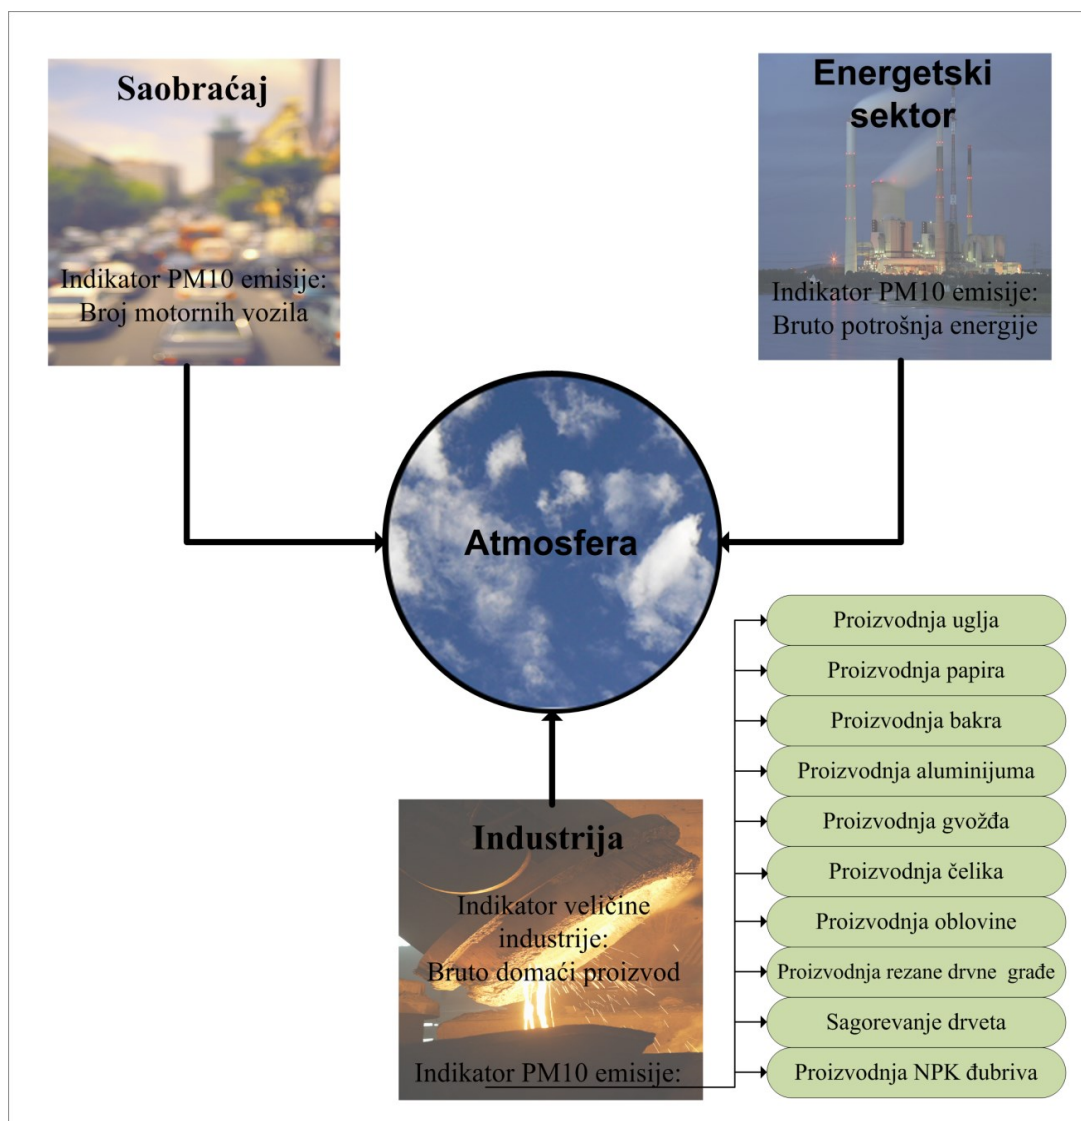 Saobraćaj
Indikator PM10 emisije:
Broj motornih vozila
Energetski
sektor
Indikator PM10 emisije:
Bruto potrošnja energije
Atmosfera
Industrija
Indikator veličine
industrije:
Bruto domaći proizvod
Indikator PM10 emisije:
Proizvodnja uglja
Proizvodnja papira
Proizvodnja bakra
Proizvodnja aluminijuma
Proizvodnja gvožđa
Proizvodnja čelika
Proizvodnja oblovine
Proizvodnja rezane drvne građe
Sagorevanje drveta
Proizvodnja NPK đubriva